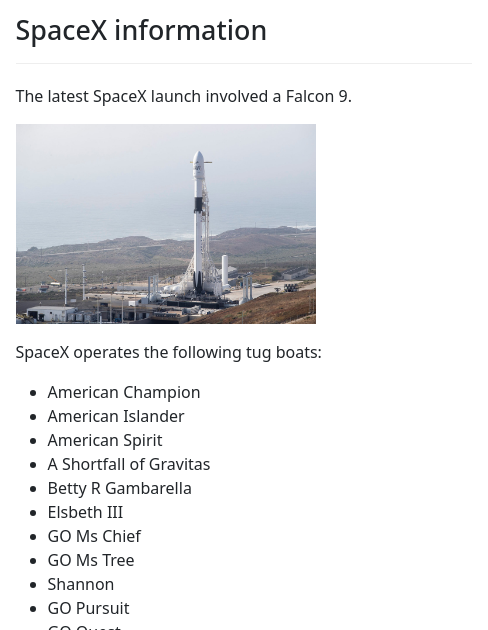 SpaceX information
The latest SpaceX launch involved a Falcon 9.
SpaceX operates the following tug boats:
American Champion
American Islander
American Spirit
A Shortfall of Gravitas
Betty R Gambarella
Elsbeth III
GO Ms Chief
GO Ms Tree
Shannon
GO Pursuit